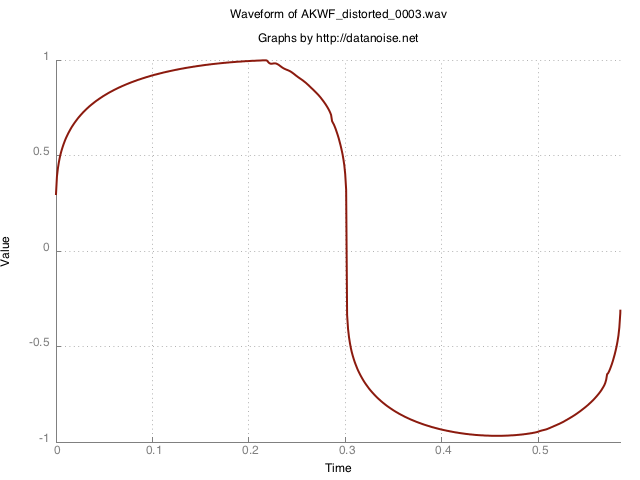 Waveform of AKWF_distorted_0003.wav
Graphs by http://datanoise.net
1
0.5
0
-0.5
-1
Value
0
0.1
0.2
0.3
0.4
0.5
Time